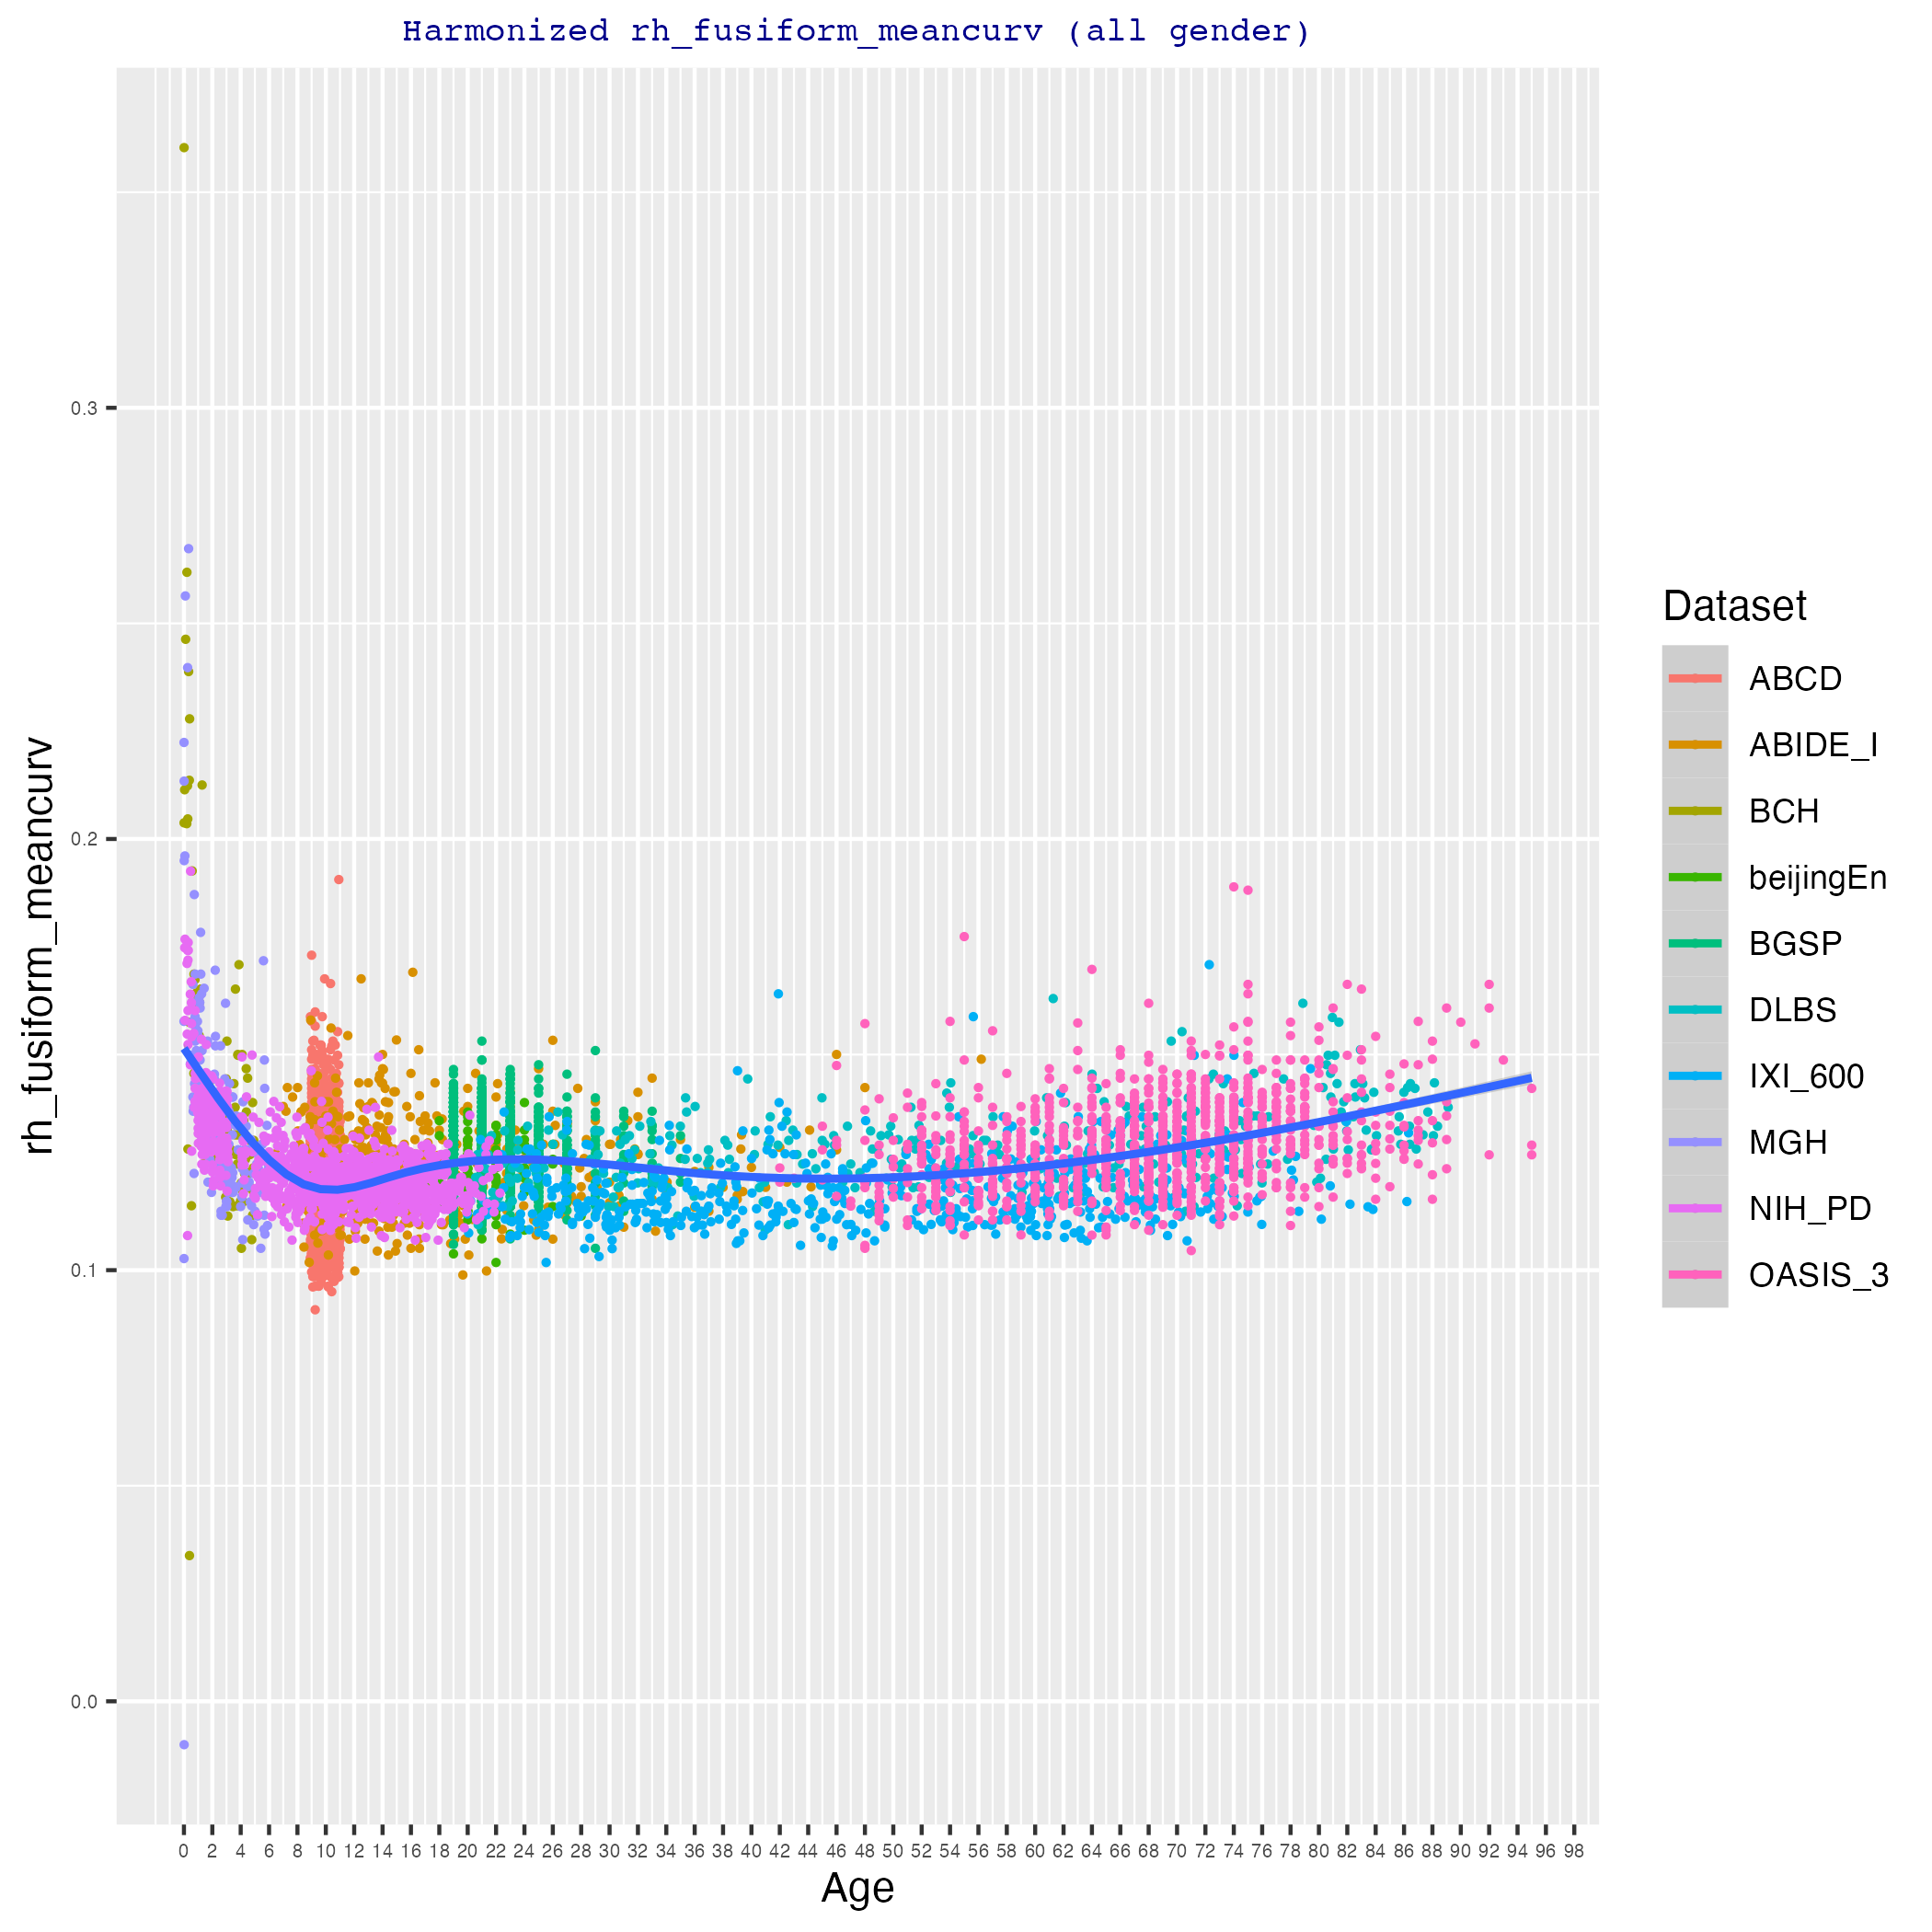 Harmonized rh_fusiform_meancurv (all gender)
rh_fusiform_meancurv
0.3
0.2
0.1
0.0
0 2 4 6 8 10 12 14 16 18 20 22 24 26 28 30 32 34 36 38 40 42 44 46 48 50 52 54 56 58 60 62 64 66 68 70 72 74 76 78 80 82 84 86 88 90 92 94 96 98
Age
Dataset
ABCD
ABIDE_I
BCH
beijingEn
BGSP
DLBS
IXI_600
MGH
NIH_PD
OASIS_3